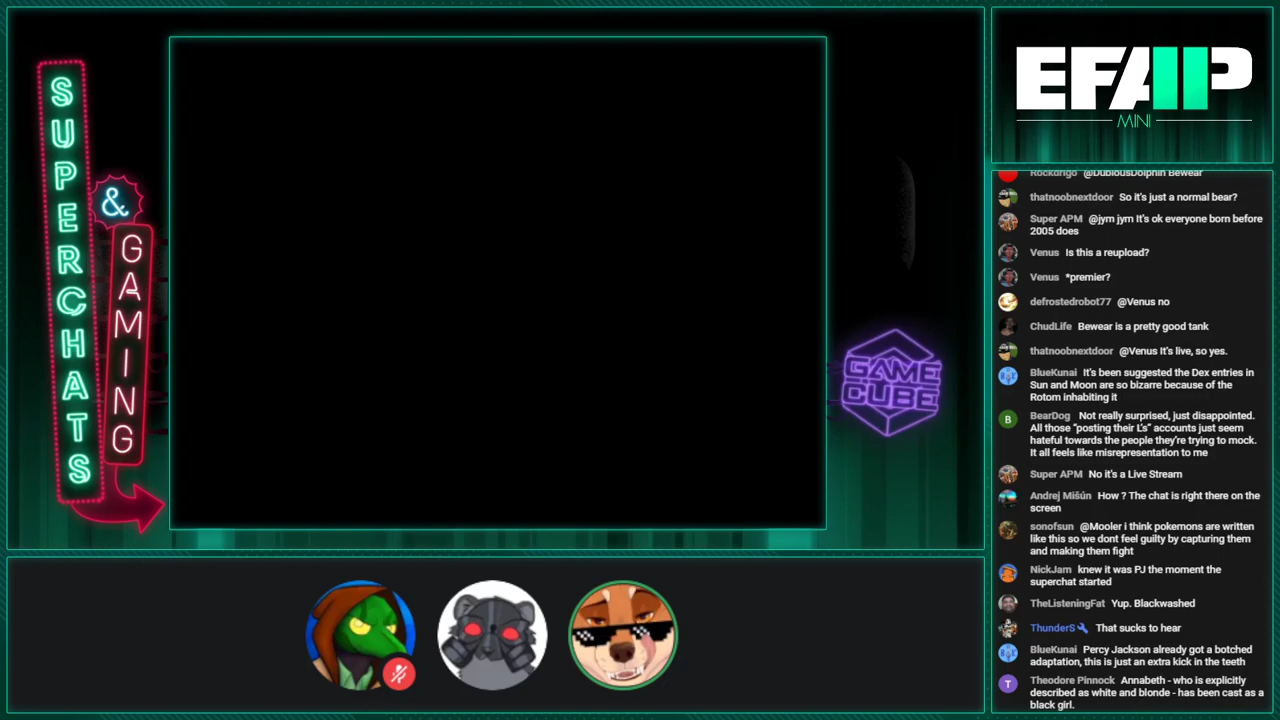 SUPERCHATS
&
GAMING
GAME
CUBE
EFAP
MINI
Rockdrigo @DubiousDolphin Bewear
thatnoobnextdoor So it's just a normal bear?
Super APM @jym jym It's ok everyone born before
2005 does
Venus Is this a reupload?
Venus *premier?
defrostedrobot77 @Venus no
ChudLife Bewear is a pretty good tank
thatnoobnextdoor @Venus It's live, so yes.
BlueKunai It's been suggested the Dex entries in
Sun and Moon are so bizarre because of the
Rotom inhabiting it
B
BearDog Not really surprised, just disappointed.
All those “posting their L's” accounts just seem
hateful towards the people they're trying to mock.
It all feels like misrepresentation to me
Super APM No it's a Live Stream
Andrej Mišún How ? The chat is right there on the
screen
sonofsun @Mooler i think pokemons are written
like this so we dont feel guilty by capturing them
and making them fight
NickJam knew it was PJ the moment the
superchat started
TheListeningFat Yup. Blackwashed
ThunderS That sucks to hear
BlueKunai Percy Jackson already got a botched
adaptation, this is just an extra kick in the teeth
T
Theodore Pinnock Annabeth - who is explicitly
described as white and blonde - has been cast as a
black girl.